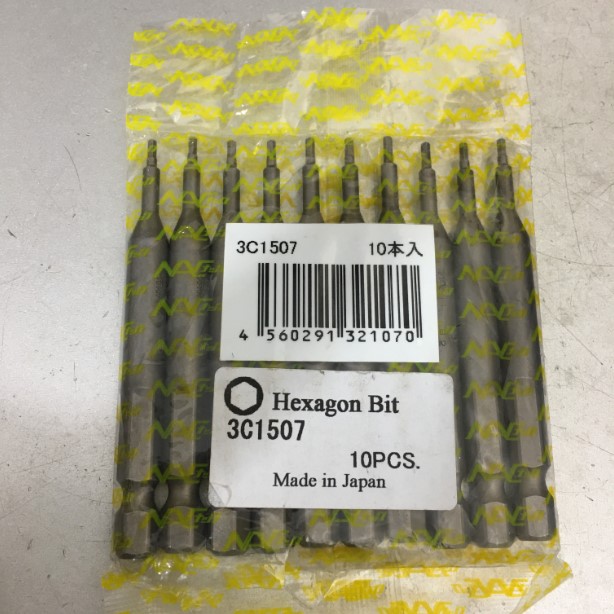 3C1507 10本入
4 560291 321070
Hexagon Bit
3C1507
10PCS.
Made in Japan